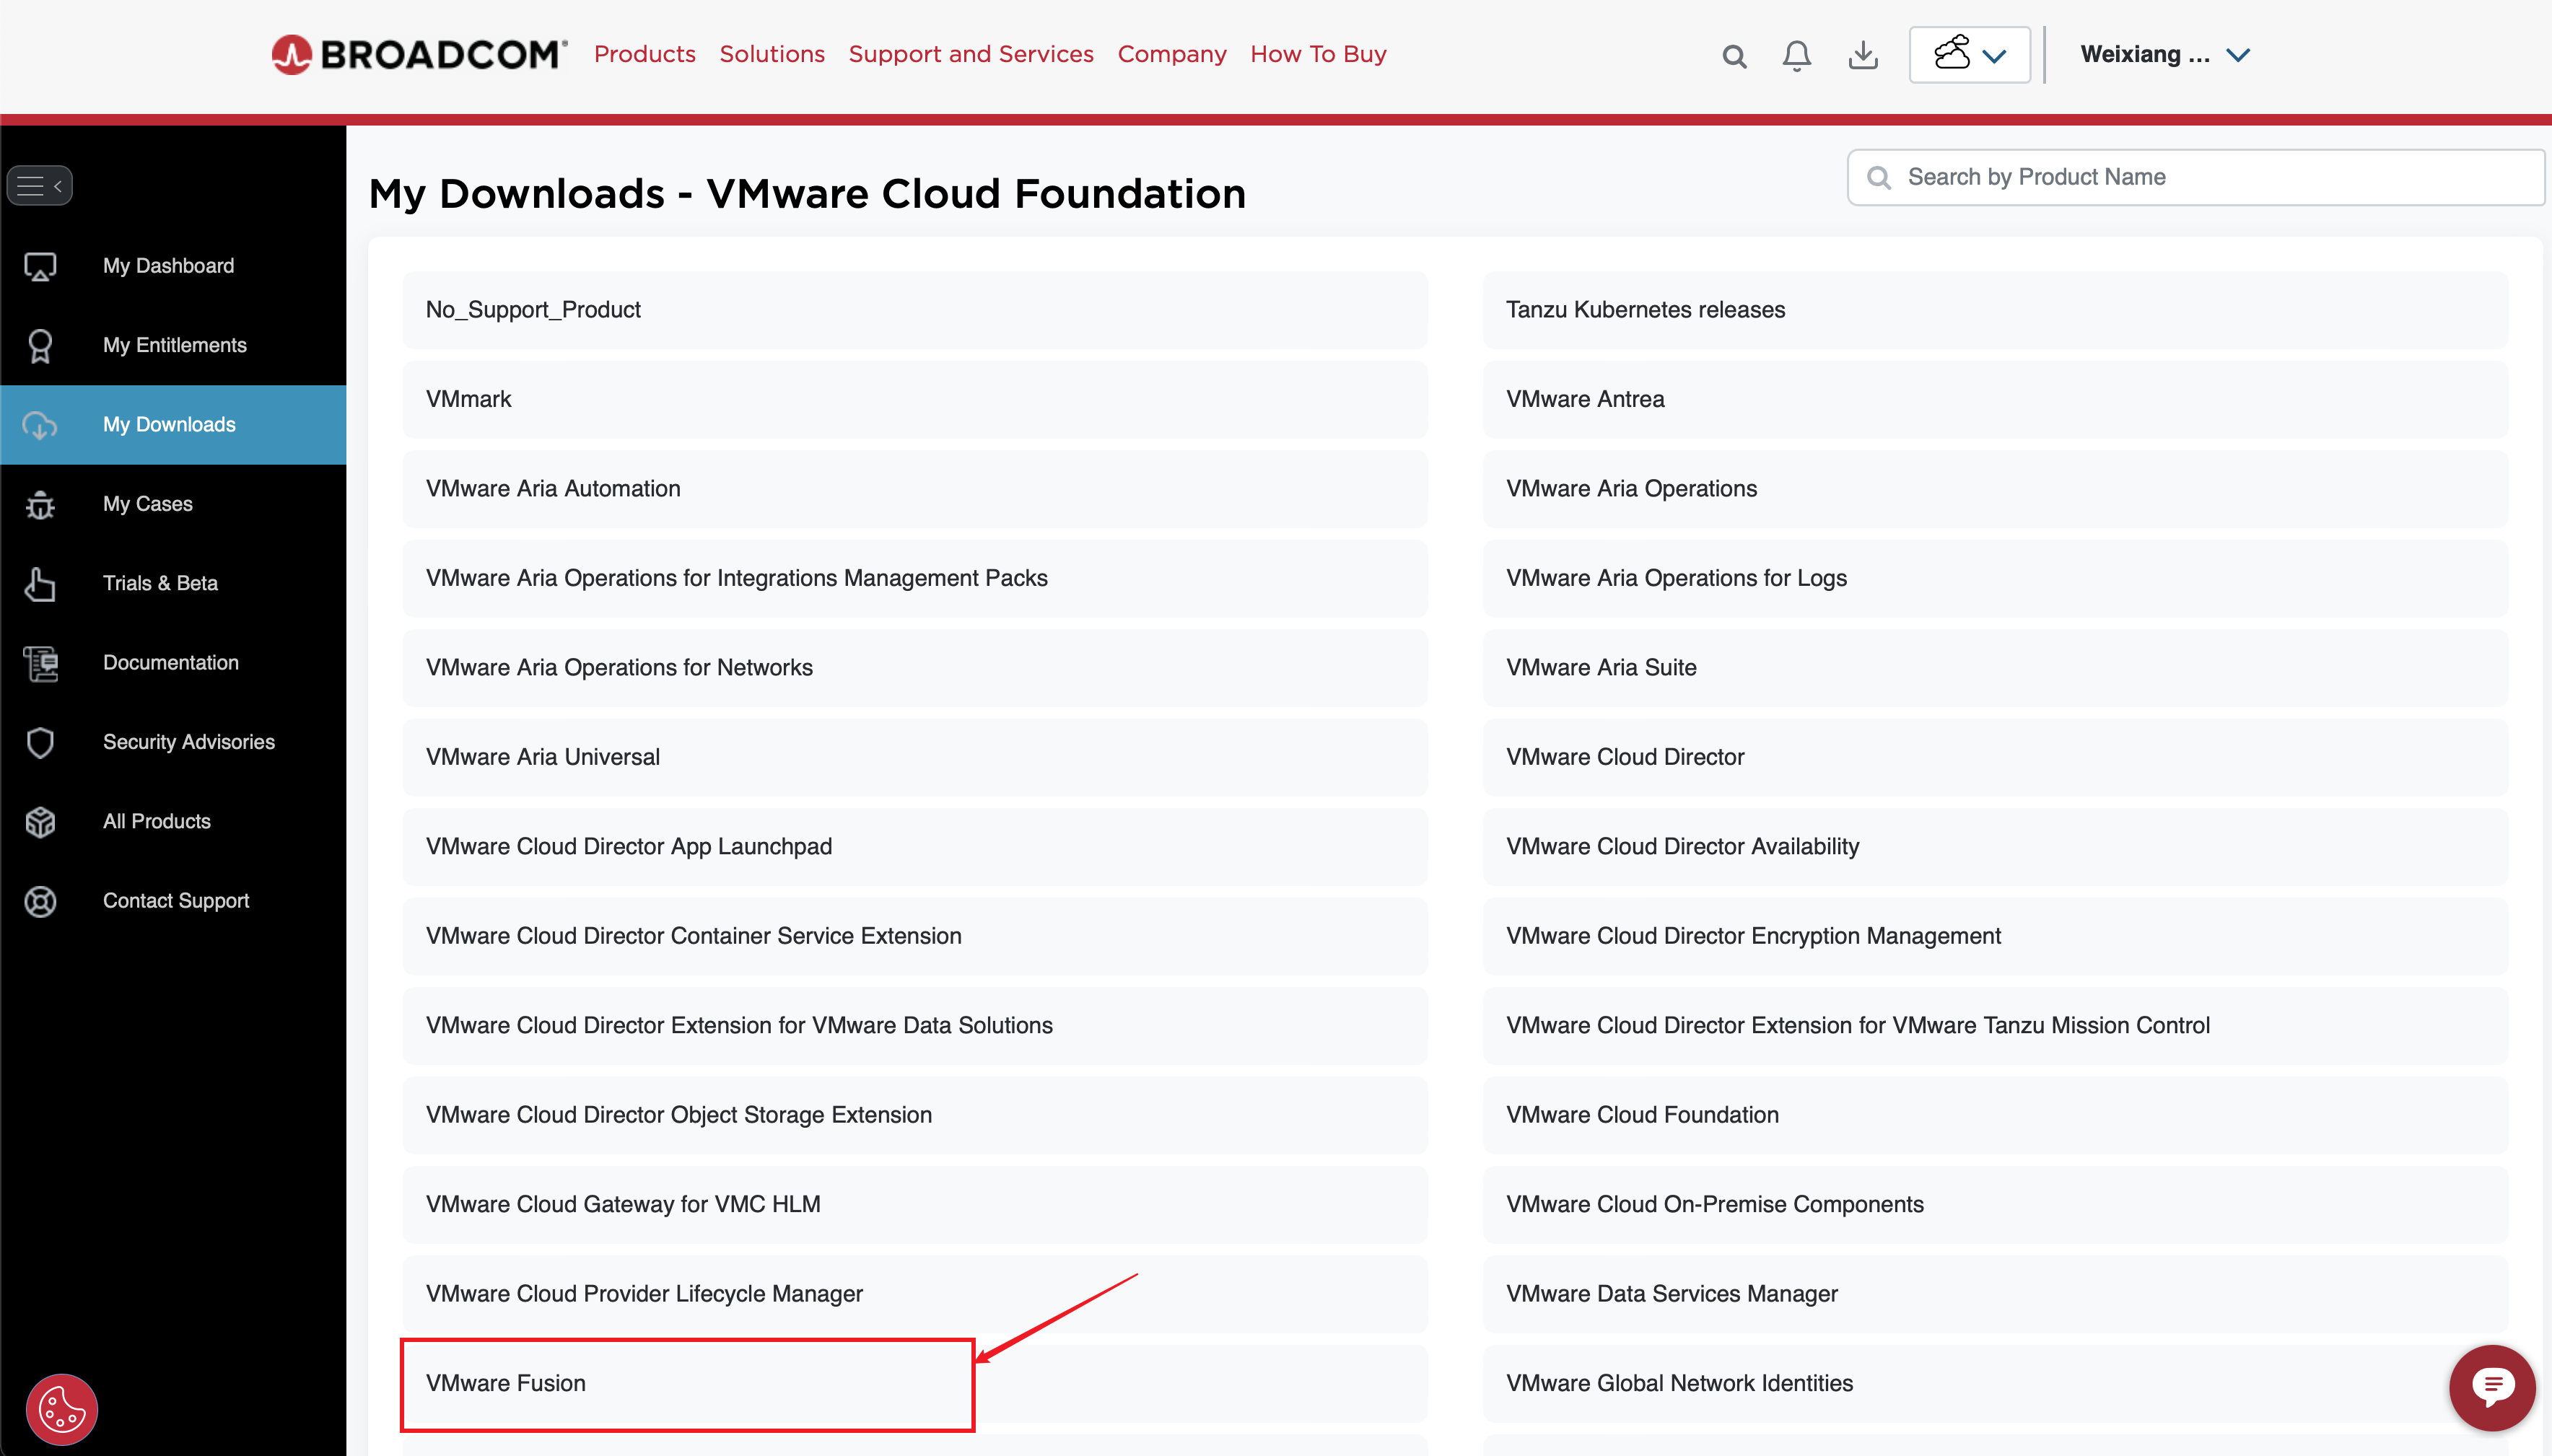 BROADCOM® Products Solutions Support and Services Company How To Buy Weixiang ...
My Downloads - VMware Cloud Foundation
Search by Product Name
My Dashboard
My Entitlements
My Downloads
My Cases
Trials & Beta
Documentation
Security Advisories
All Products
Contact Support
No_Support_Product
Tanzu Kubernetes releases
VMmark
VMware Antrea
VMware Aria Automation
VMware Aria Operations
VMware Aria Operations for Integrations Management Packs
VMware Aria Operations for Logs
VMware Aria Operations for Networks
VMware Aria Suite
VMware Aria Universal
VMware Cloud Director
VMware Cloud Director App Launchpad
VMware Cloud Director Availability
VMware Cloud Director Container Service Extension
VMware Cloud Director Encryption Management
VMware Cloud Director Extension for VMware Data Solutions
VMware Cloud Director Extension for VMware Tanzu Mission Control
VMware Cloud Director Object Storage Extension
VMware Cloud Foundation
VMware Cloud Gateway for VMC HLM
VMware Cloud On-Premise Components
VMware Cloud Provider Lifecycle Manager
VMware Data Services Manager
VMware Fusion
VMware Global Network Identities